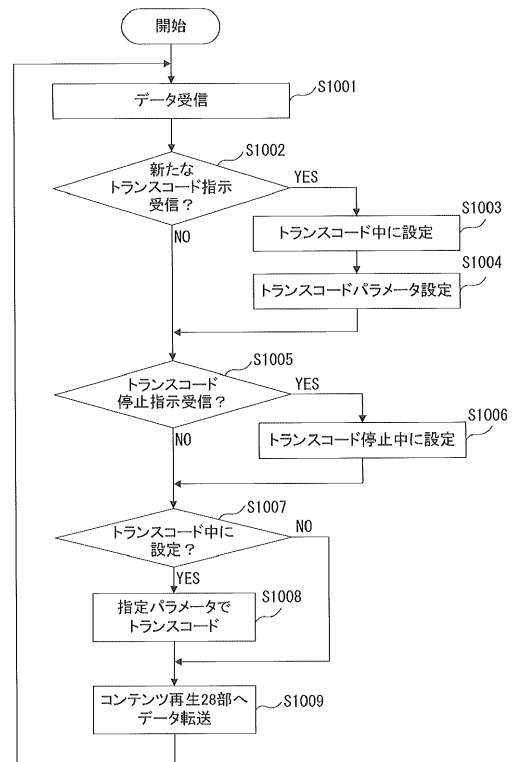 開始
データ受信
S1001
新たな
トランスコード指示
受信？
S1002
YES
NO
トランスコード中に設定
S1003
トランスコードパラメータ設定
S1004
トランスコード
停止指示受信？
S1005
YES
NO
トランスコード停止中に設定
S1006
トランスコード中に
設定？
S1007
NO
YES
指定パラメータで
トランスコード
S1008
コンテンツ再生28部へ
データ転送
S1009